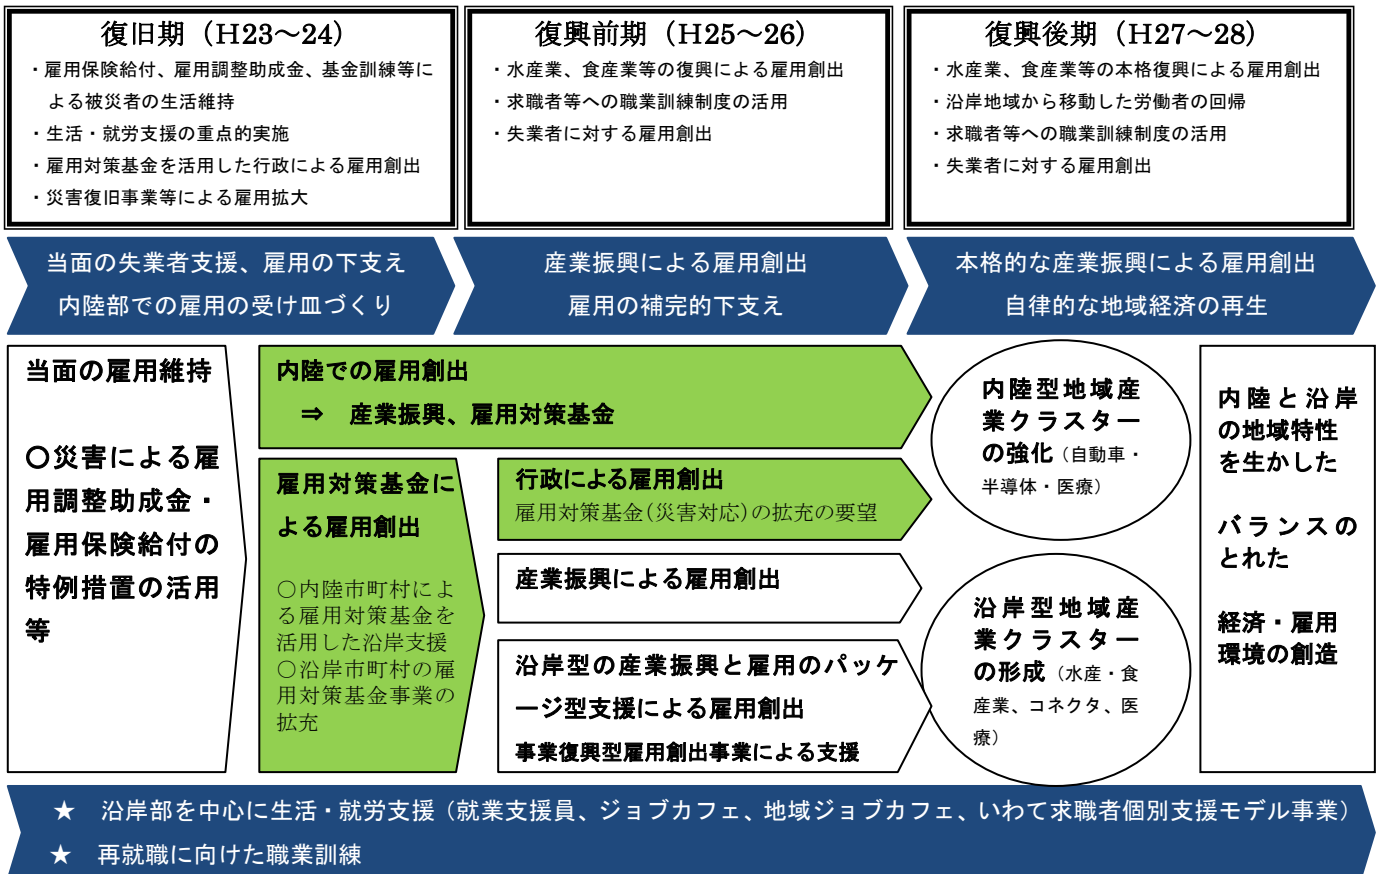 復旧期（H23～24）
・雇用保険給付、雇用調整助成金、基金訓練等に
よる被災者の生活維持
・生活・就労支援の重点的実施
・雇用対策基金を活用した行政による雇用創出
・災害復旧事業等による雇用拡大
復興前期（H25～26）
・水産業、食産業等の復興による雇用創出
・求職者等への職業訓練制度の活用
・失業者に対する雇用創出
復興後期（H27～28）
・水産業、食産業等の本格復興による雇用創出
・沿岸地域から移動した労働者の回帰
・求職者等への職業訓練制度の活用
・失業者に対する雇用創出
当面の失業者支援、雇用の下支え
内陸部での雇用の受け皿づくり
産業振興による雇用創出
雇用の補完的下支え
本格的な産業振興による雇用創出
自律的な地域経済の再生
当面の雇用維持
○災害による雇
用調整助成金・
雇用保険給付の
特例措置の活用
等
内陸での雇用創出
⇒ 産業振興、雇用対策基金
雇用対策基金に
よる雇用創出
○内陸市町村によ
る雇用対策基金を
活用した沿岸支援
○沿岸市町村の雇
用対策基金事業の
拡充
行政による雇用創出
雇用対策基金(災害対応)の拡充の要望
産業振興による雇用創出
沿岸型の産業振興と雇用のパッケ
ージ型支援による雇用創出
事業復興型雇用創出事業による支援
内陸型地域産
業クラスター
の強化（自動車・
半導体・医療）
沿岸型地域産
業クラスター
の形成（水産・食
産業、コネクタ、医
療）
内陸と沿岸
の地域特性
を生かした
バランスの
とれた
経済・雇用
環境の創造
★ 沿岸部を中心に生活・就労支援（就業支援員、ジョブカフェ、地域ジョブカフェ、いわて求職者個別支援モデル事業）
★ 再就職に向けた職業訓練